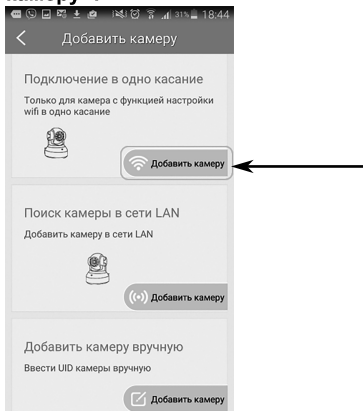 31% 18:44
Добавить камеру
Подключение в одно касание
Только для камера с функцией настройки
wifi в одно касание
Добавить камеру
Поиск камеры в сети LAN
Добавить камеру в сети LAN
Добавить камеру
Добавить камеру вручную
Ввести UID камеры вручную
Добавить камеру